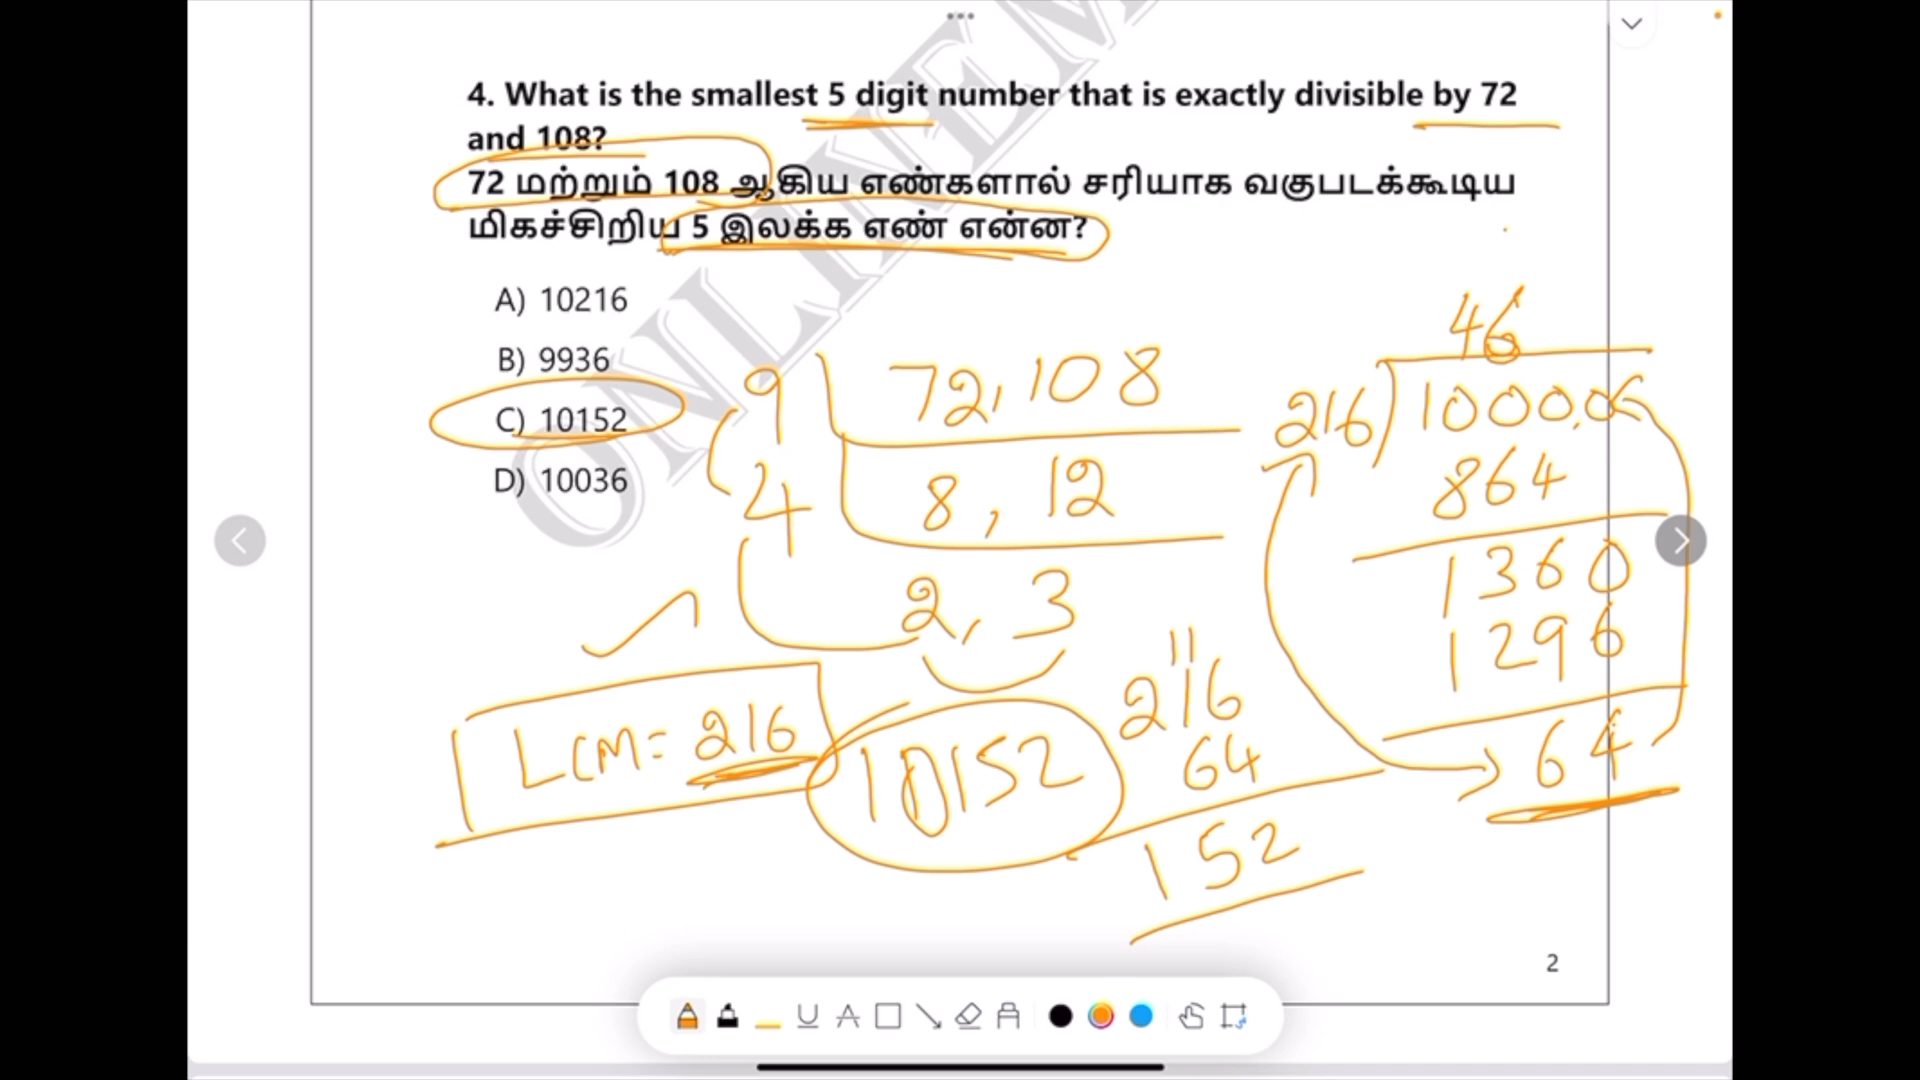 4. What is the smallest 5 digit number that is exactly divisible by 72
and 108?
72 மற்றும் 108 ஆகிய எண்களால் சரியாக வகுபடக்கூடிய
மிகச்சிறிய 5 இலக்க எண் என்ன?
A) 10216
B) 9936
C) 10152
D) 10036
9 72, 108
4 8, 12
2, 3
LCM = 216
10152
216
64
152
46
216) 10000
864
1360
1296
64
2
ONLINE